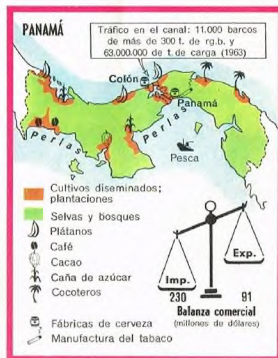 PANAMÁ
Tráfico en el canal: 11.000 barcos
de más de 300 t. de rg.b. y
63.000.000 de t. de carga (1963)
Colón
Panamá
Perlas
Perlas
Pesca
Cultivos diseminados;
plantaciones
Selvas y bosques
Plátanos
Café
Cacao
Caña de azúcar
Cocoteros
Fábricas de cerveza
Manufactura del tabaco
Imp.
Exp.
230 91
Balanza comercial
(millones de dólares)